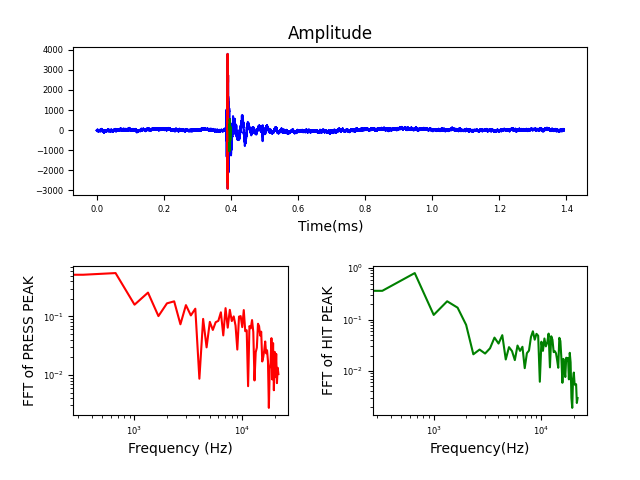 Amplitude
4000
3000
2000
1000
0
−1000
−2000
−3000
0.0 0.2 0.4 0.6 0.8 1.0 1.2 1.4
Time(ms)
FFT of PRESS PEAK
10⁻¹
10⁻²
10³ 10⁴
Frequency (Hz)
FFT of HIT PEAK
10⁰
10⁻¹
10⁻²
10³ 10⁴
Frequency(Hz)